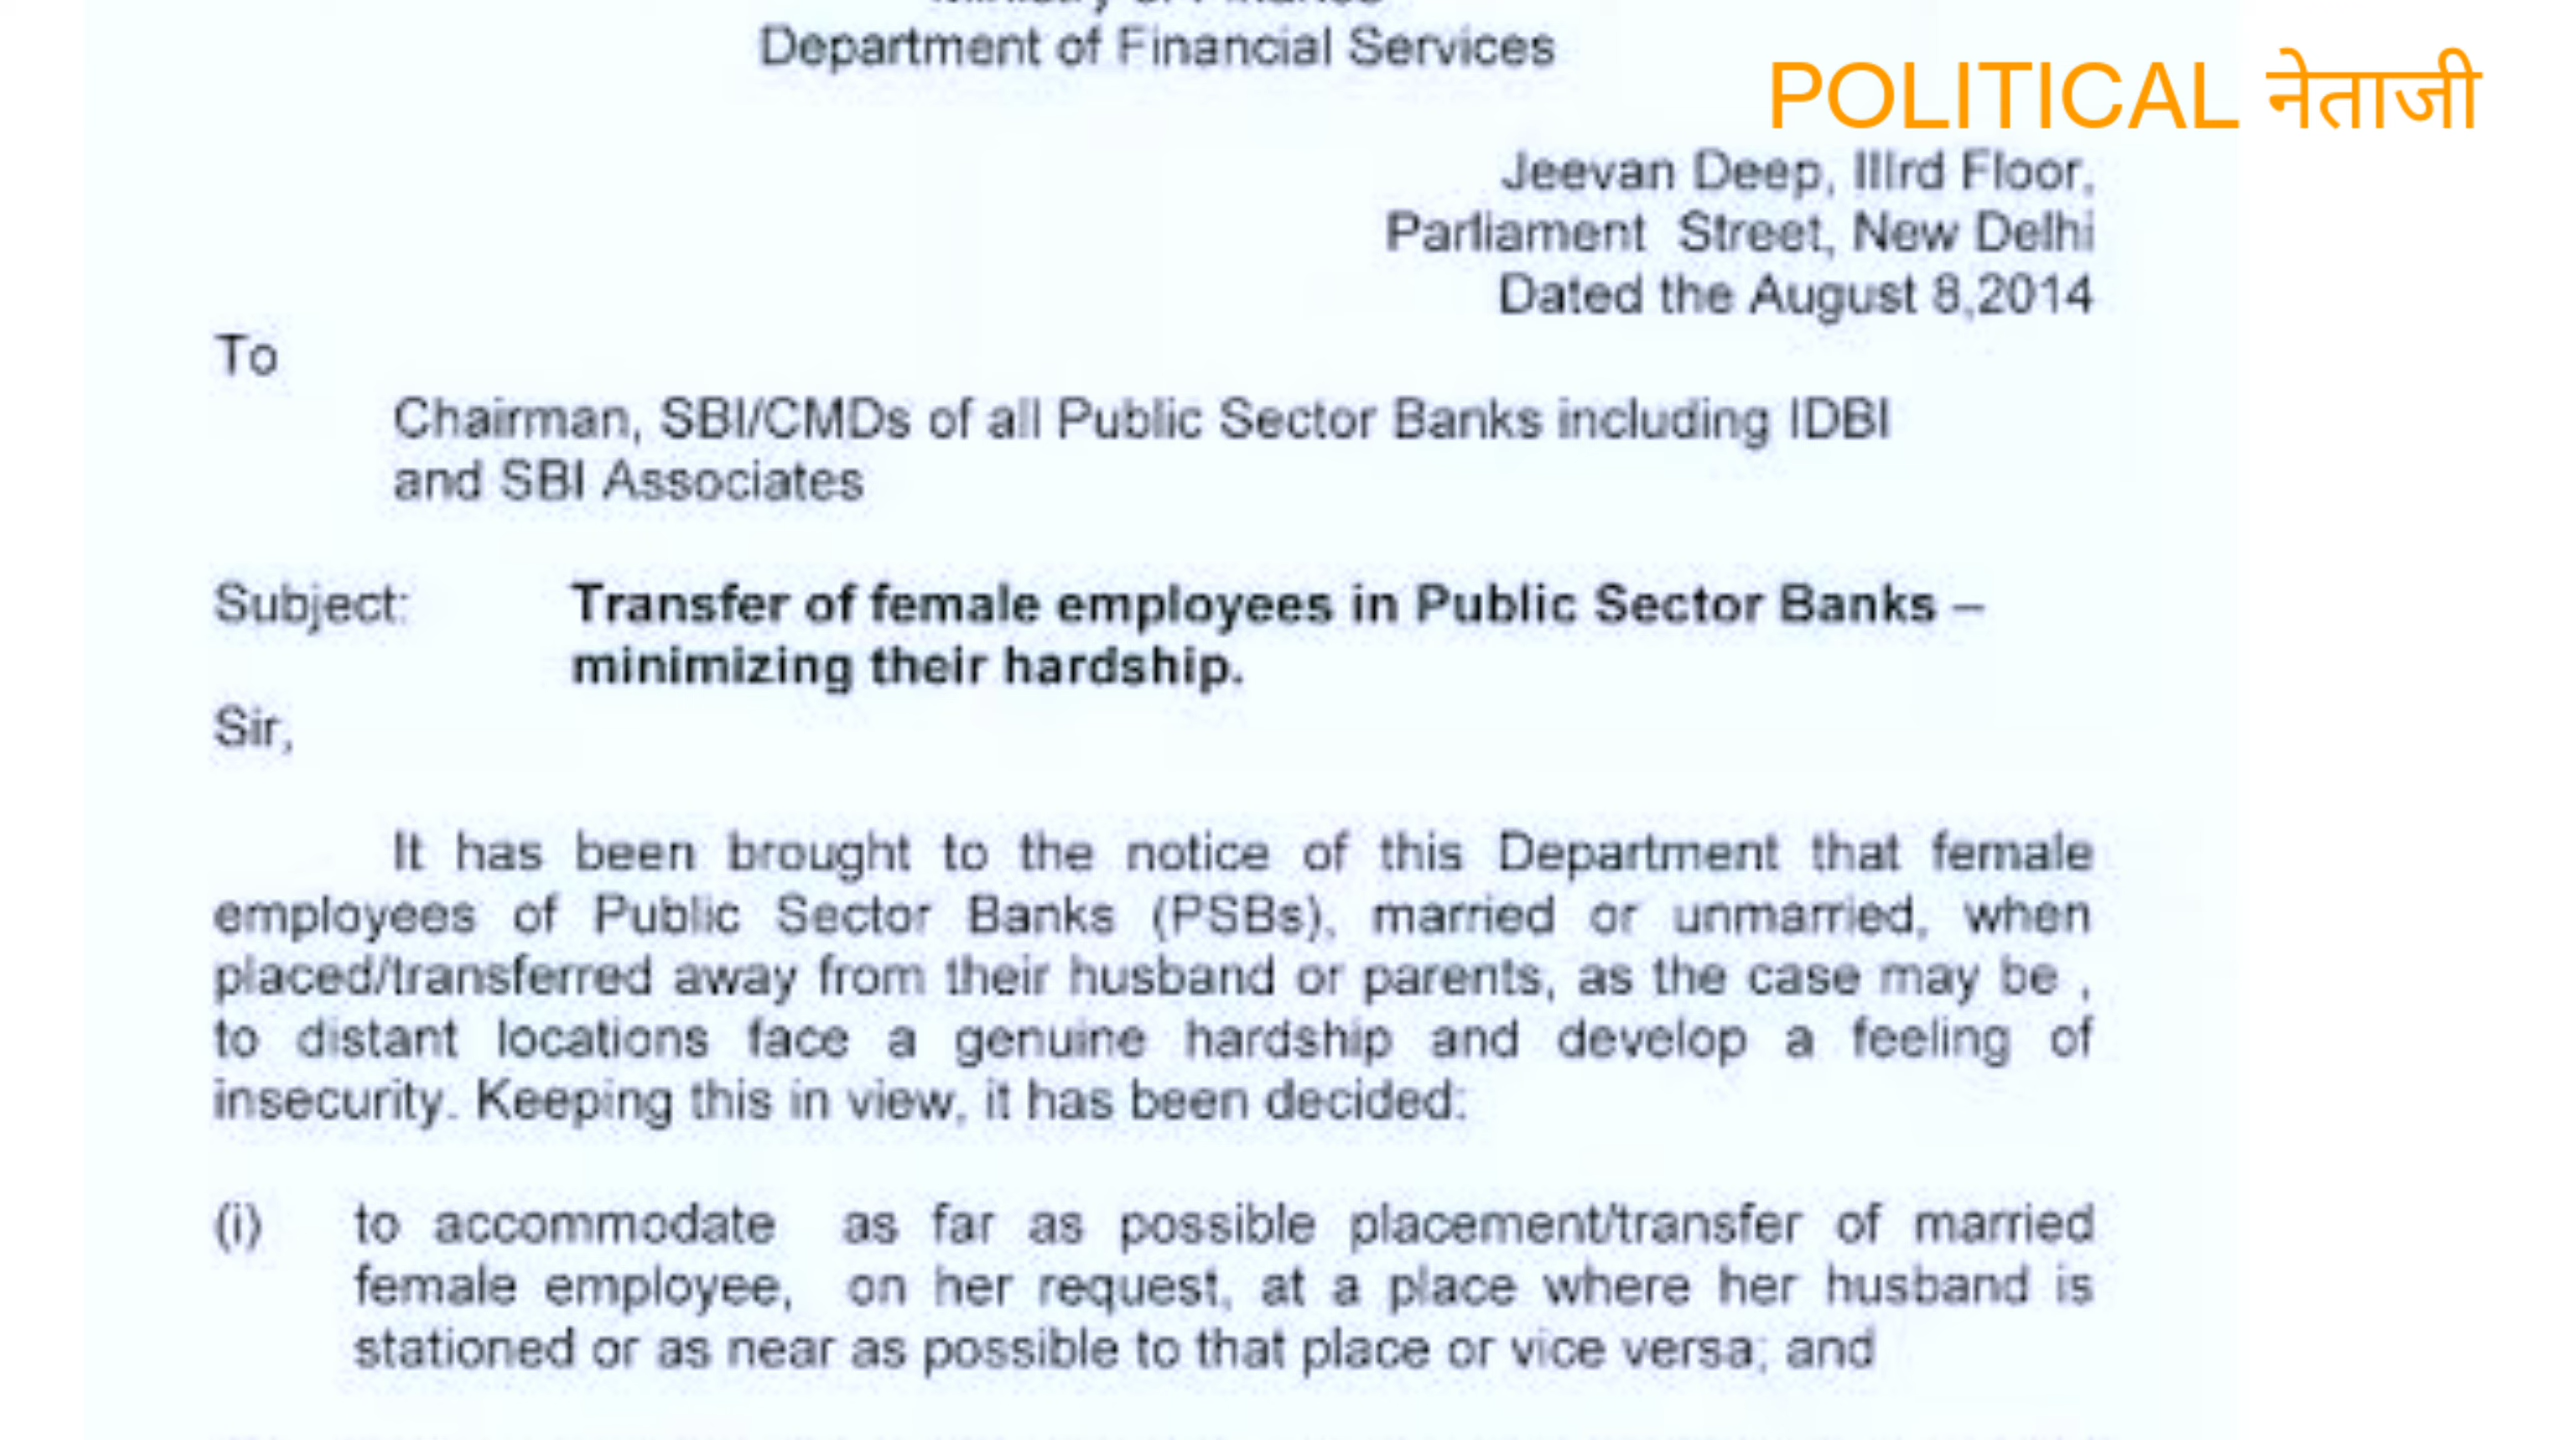 Ministry of Finance
Department of Financial Services
POLITICAL नेताजी
Jeevan Deep, IIIrd Floor,
Parliament Street, New Delhi
Dated the August 8,2014
To
Chairman, SBI/CMDs of all Public Sector Banks including IDBI
and SBI Associates
Subject: Transfer of female employees in Public Sector Banks –
minimizing their hardship.
Sir,
It has been brought to the notice of this Department that female
employees of Public Sector Banks (PSBs), married or unmarried, when
placed/transferred away from their husband or parents, as the case may be ,
to distant locations face a genuine hardship and develop a feeling of
insecurity. Keeping this in view, it has been decided:
(i) to accommodate as far as possible placement/transfer of married
female employee, on her request, at a place where her husband is
stationed or as near as possible to that place or vice versa; and